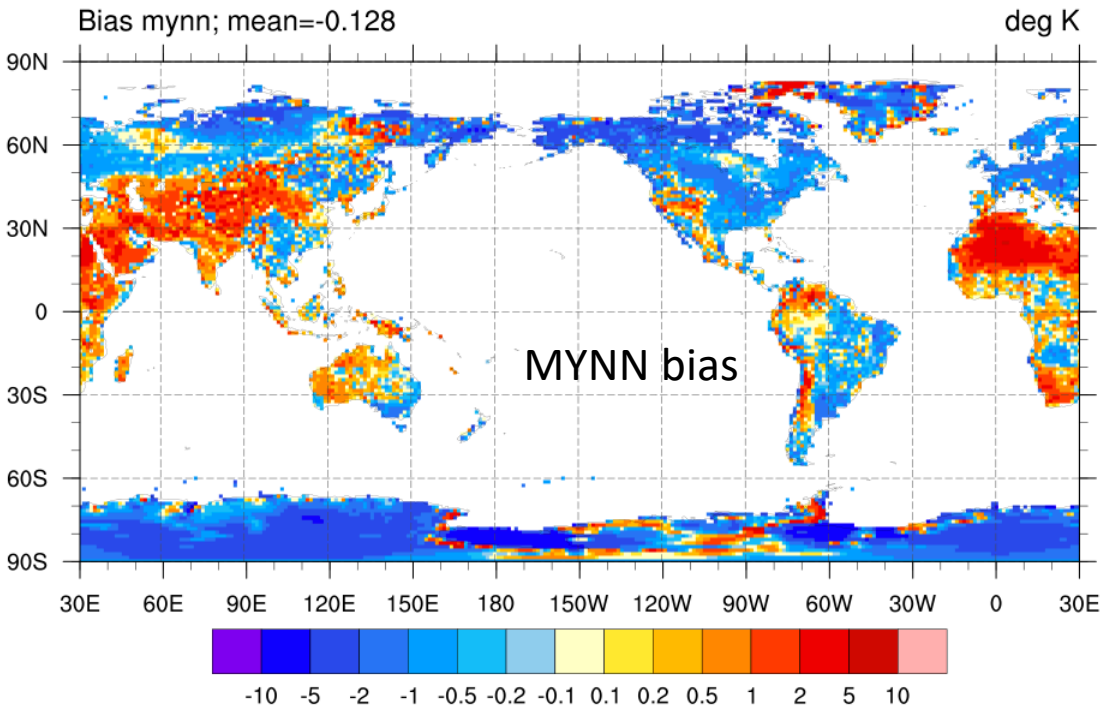 Bias mynn; mean=-0.128 deg K
90N
60N
30N
0
30S
60S
90S
MYNN bias
30E 60E 90E 120E 150E 180 150W 120W 90W 60W 30W 0 30E
-10 -5 -2 -1 -0.5 -0.2 -0.1 0.1 0.2 0.5 1 2 5 10